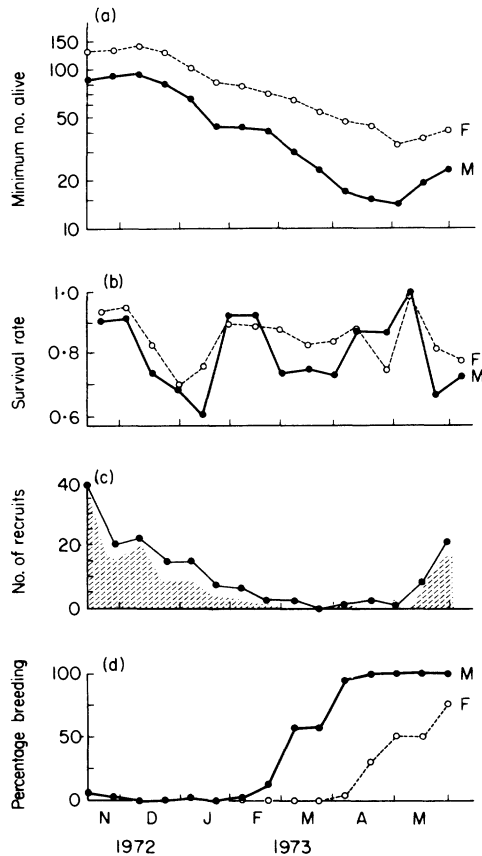 (a)
Minimum no. alive
150
100
50
20
10
F
M
(b)
Survival rate
1·0
0·8
0·6
F
M
(c)
No. of recruits
40
20
0
(d)
Percentage breeding
100
50
0
M
F
N D J F M A M
1972 1973